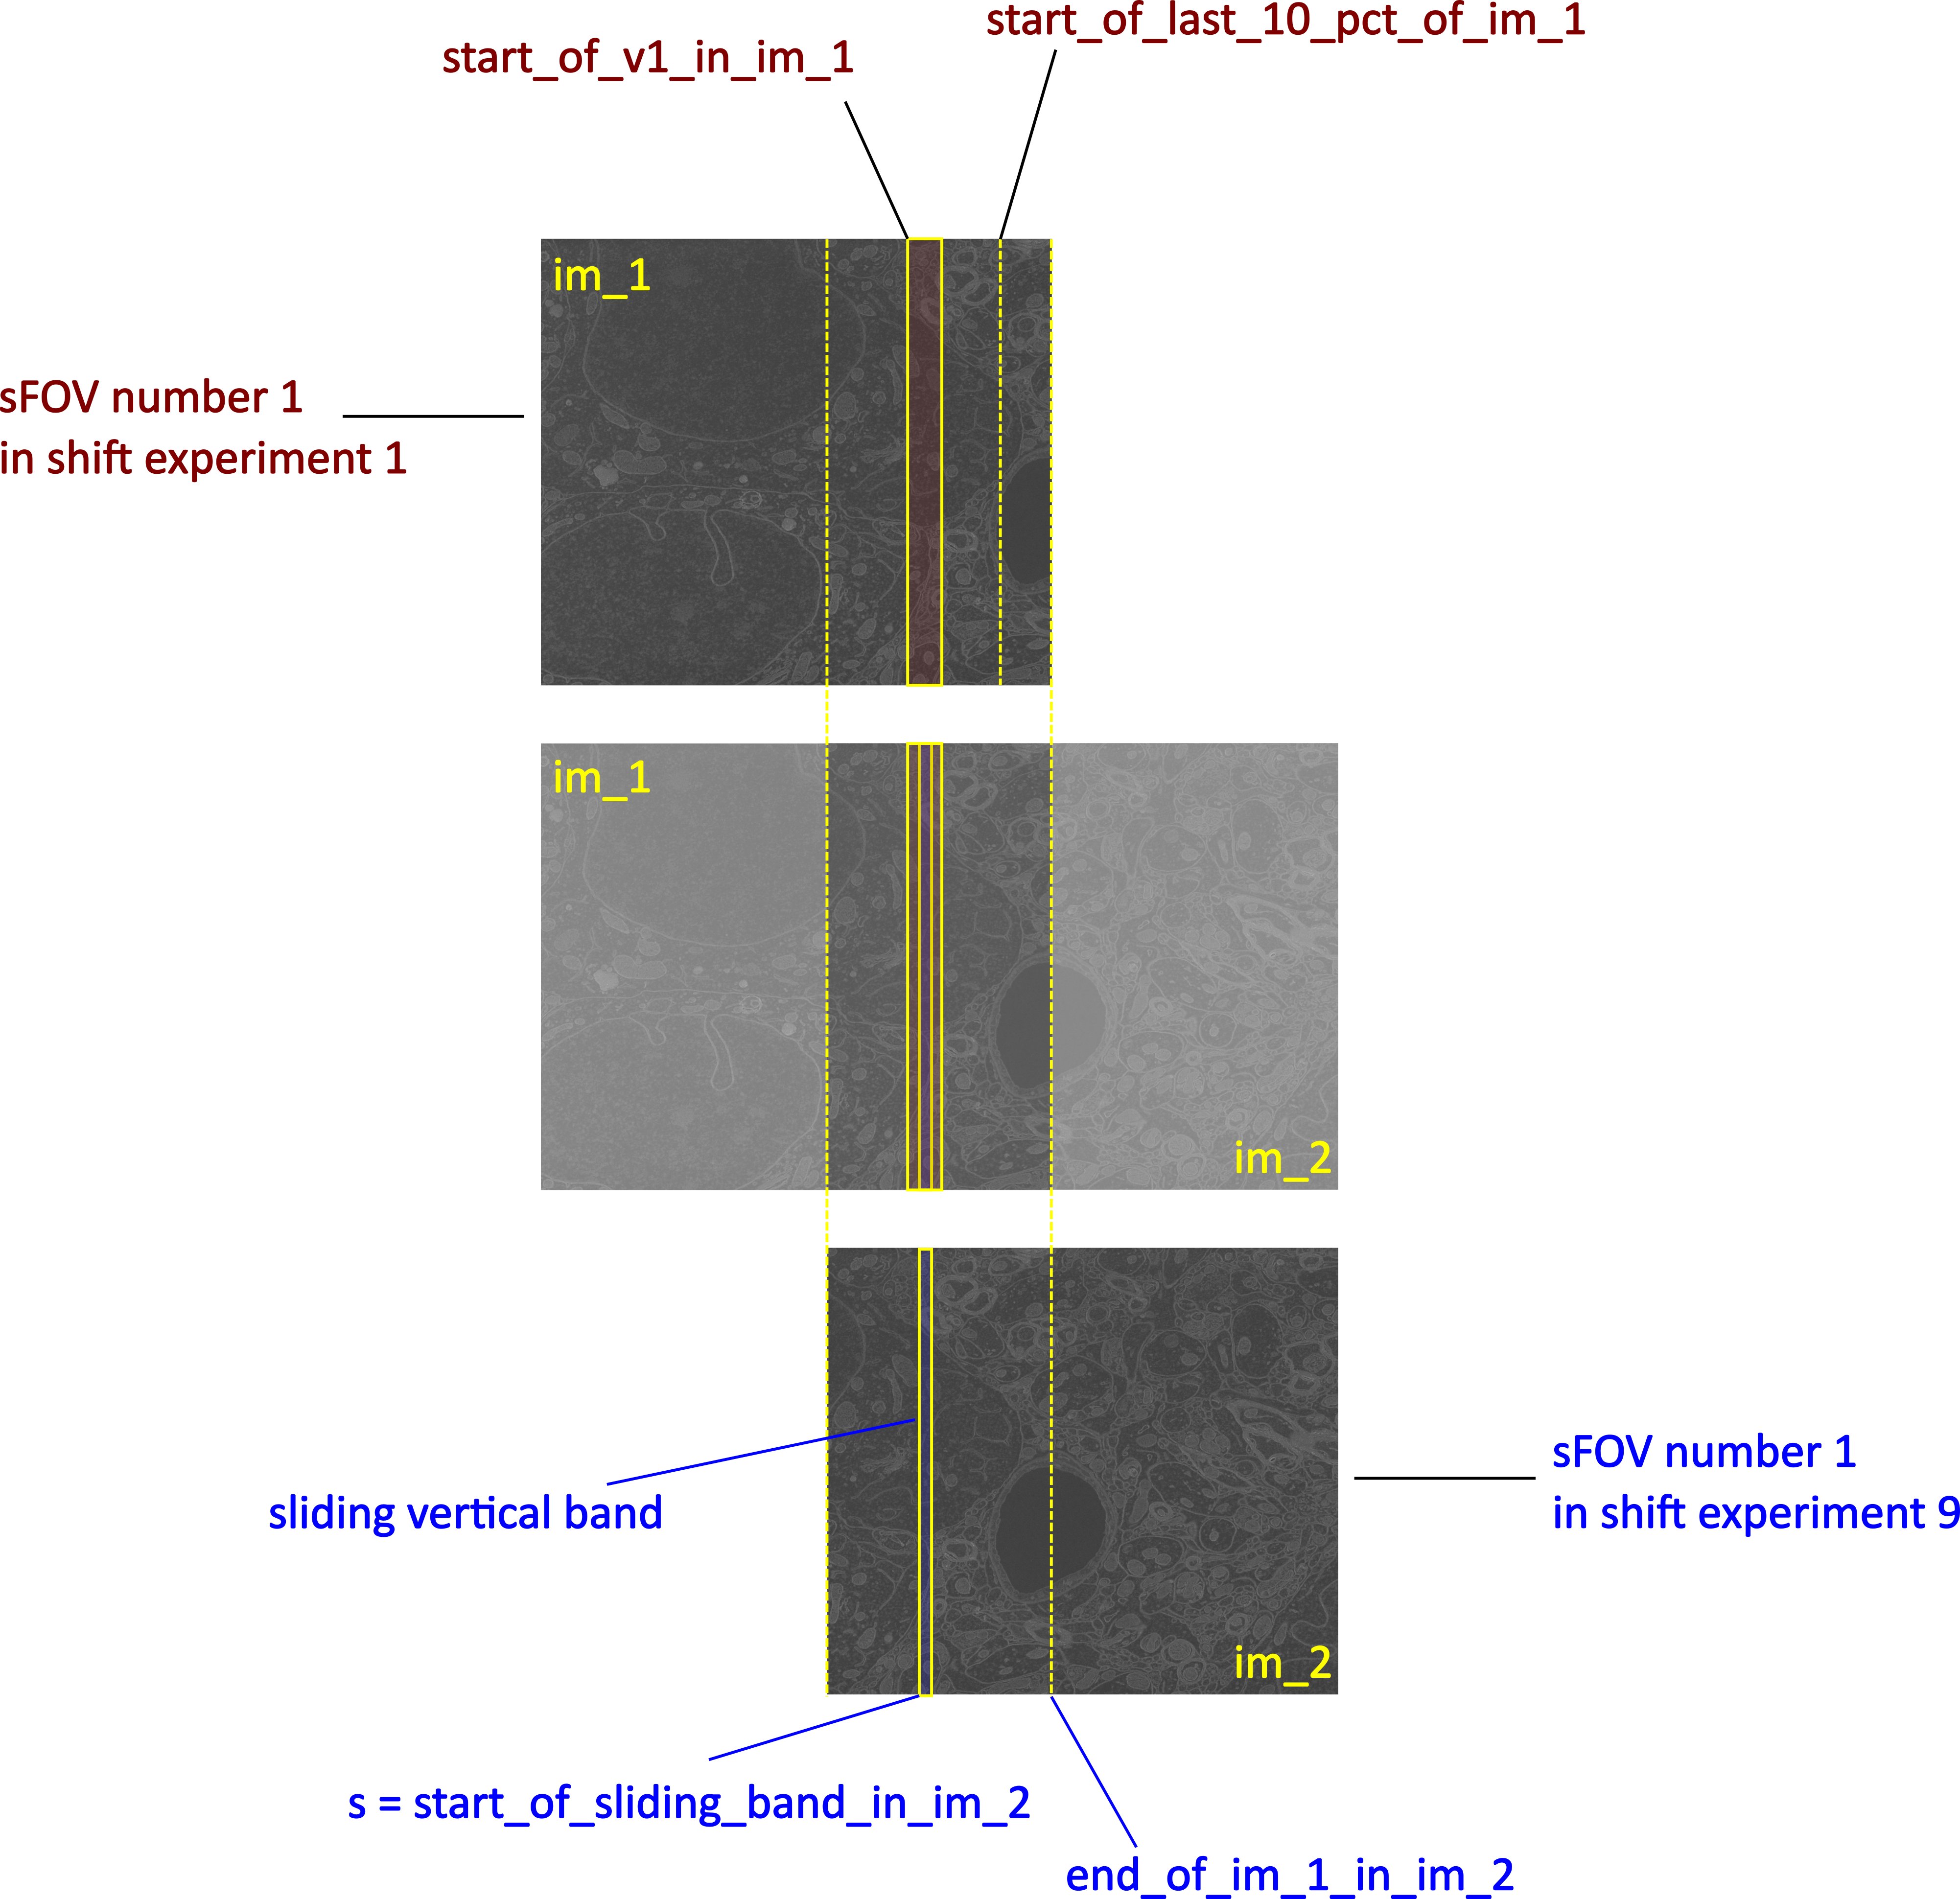 start_of_last_10_pct_of_im_1
start_of_v1_in_im_1
im_1
sFOV number 1
in shift experiment 1
im_1
im_2
sliding vertical band
sFOV number 1
in shift experiment 9
im_2
s = start_of_sliding_band_in_im_2
end_of_im_1_in_im_2